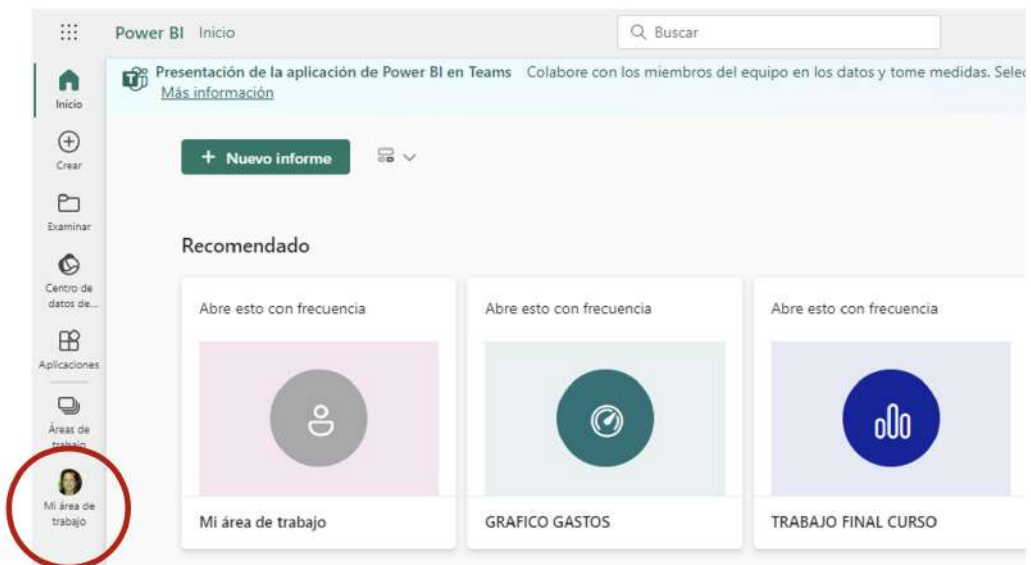 Power BI Inicio
Buscar
Presentación de la aplicación de Power BI en Teams Colabore con los miembros del equipo en los datos y tome medidas. Selec
Más información
Inicio
Crear
Examinar
Centro de
datos de...
Aplicaciones
Áreas de
trabajo
Mi área de
trabajo
+ Nuevo informe
Recomendado
Abre esto con frecuencia
Mi área de trabajo
Abre esto con frecuencia
GRAFICO GASTOS
Abre esto con frecuencia
TRABAJO FINAL CURSO